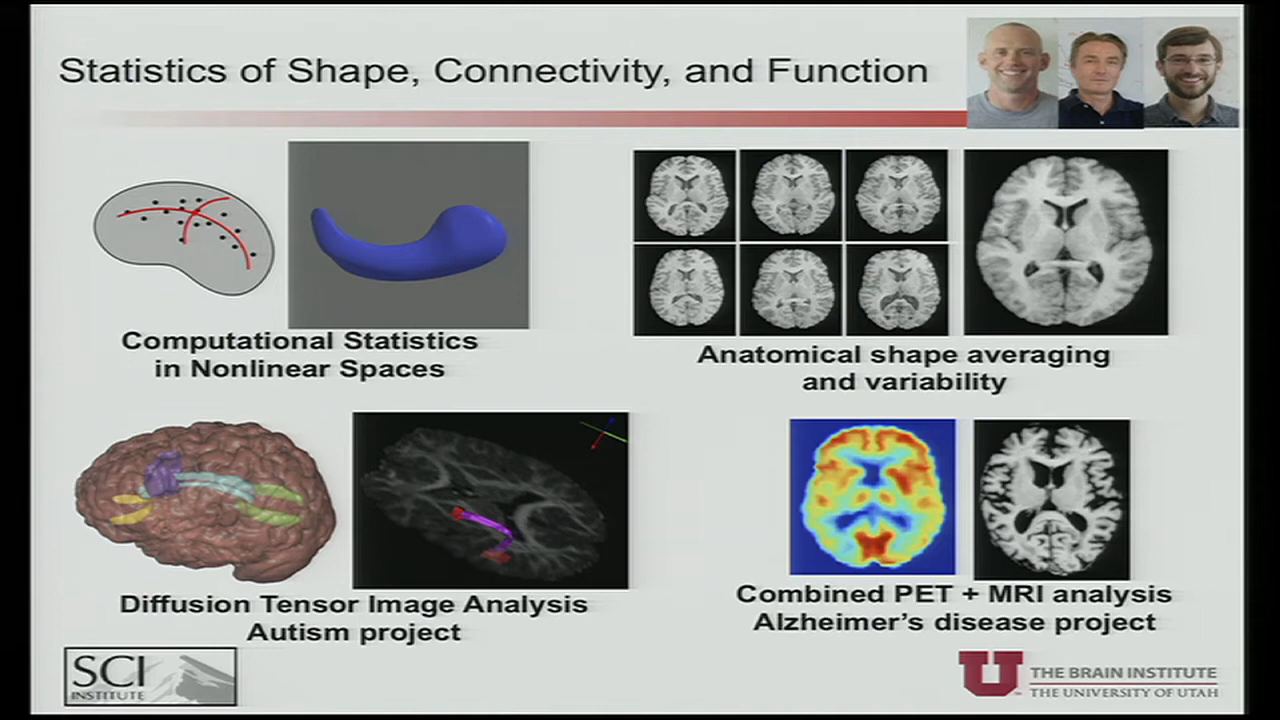 Statistics of Shape, Connectivity, and Function
Computational Statistics
in Nonlinear Spaces
Anatomical shape averaging
and variability
Diffusion Tensor Image Analysis
Autism project
Combined PET + MRI analysis
Alzheimer's disease project
SCI
INSTITUTE
U
THE BRAIN INSTITUTE
THE UNIVERSITY OF UTAH